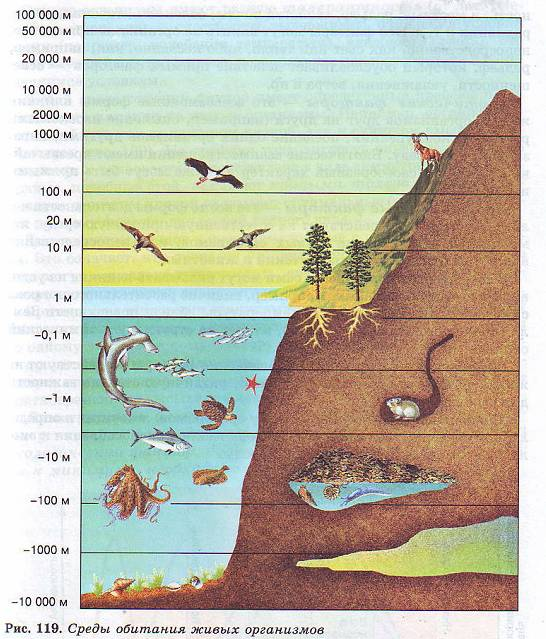 100 000 м
50 000 м
20 000 м
10 000 м
2000 м
1000 м
100 м
20 м
10 м
1 м
-0,1 м
-1 м
-10 м
-100 м
-1000 м
-10 000 м
Рис. 119. Среды обитания живых организмов